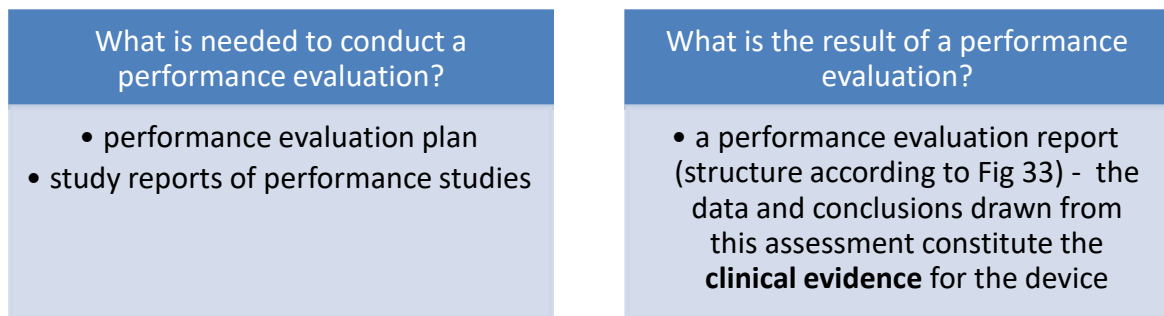 What is needed to conduct a
performance evaluation?
• performance evaluation plan
• study reports of performance studies
What is the result of a performance
evaluation?
• a performance evaluation report
(structure according to Fig 33) - the
data and conclusions drawn from
this assessment constitute the
clinical evidence for the device